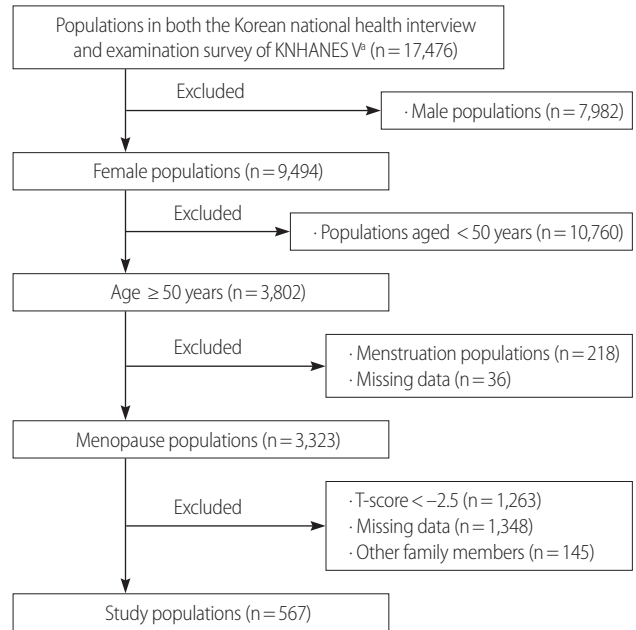 Populations in both the Korean national health interview
and examination survey of KNHANES Vª (n = 17,476)
Excluded
· Male populations (n = 7,982)
Female populations (n = 9,494)
Excluded
· Populations aged < 50 years (n = 10,760)
Age ≥ 50 years (n = 3,802)
Excluded
· Menstruation populations (n = 218)
· Missing data (n = 36)
Menopause populations (n = 3,323)
Excluded
· T-score < –2.5 (n = 1,263)
· Missing data (n = 1,348)
· Other family members (n = 145)
Study populations (n = 567)